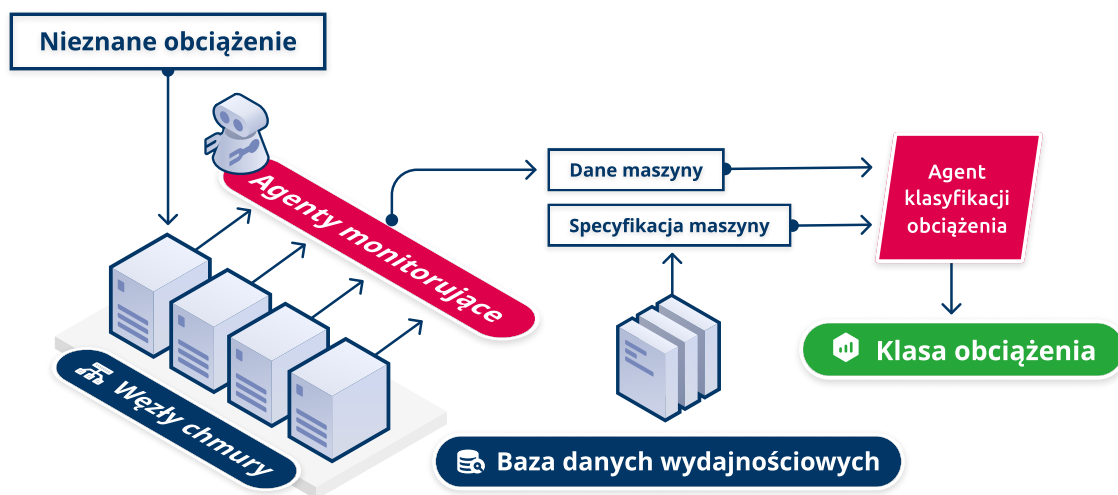 Nieznane obciążenie
Agenty monitorujące
Dane maszyny
Specyfikacja maszyny
Agent
klasyfikacji
obciążenia
Klasa obciążenia
Węzły chmury
Baza danych wydajnościowych